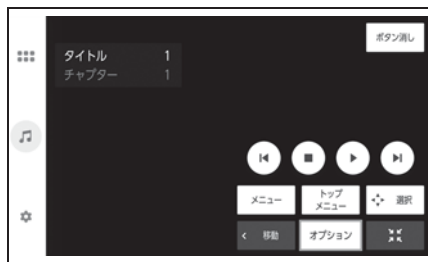 ボタン消し
タイトル 1
チャプター 1
メニュー
トップ
メニュー
選択
移動
オプション